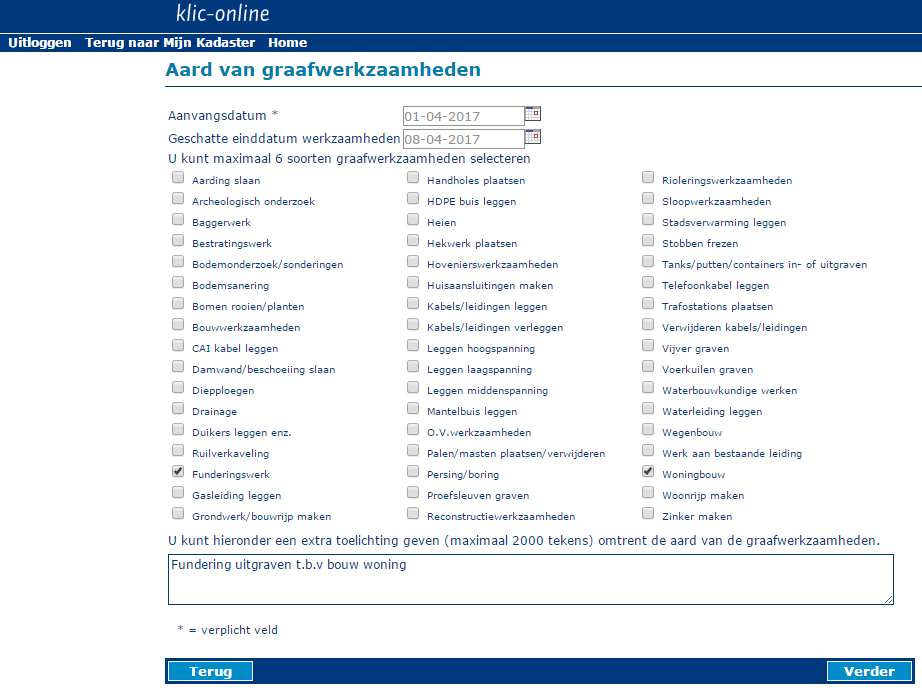 klic-online
Uitloggen Terug naar Mijn Kadaster Home
Aard van graafwerkzaamheden
Aanvangsdatum * 01-04-2017
Geschatte einddatum werkzaamheden 08-04-2017
U kunt maximaal 6 soorten graafwerkzaamheden selecteren
Aarding slaan Handholes plaatsen Rioleringswerkzaamheden
Archeologisch onderzoek HDPE buis leggen Sloopwerkzaamheden
Baggerwerk Heien Stadsverwarming leggen
Bestratingswerk Hekwerk plaatsen Stobben frezen
Bodemonderzoek/sonderingen Hovenierswerkzaamheden Tanks/putten/containers in- of uitgraven
Bodemsanering Huisaansluitingen maken Telefoonkabel leggen
Bomen rooien/planten Kabels/leidingen leggen Trafostations plaatsen
Bouwwerkzaamheden Kabels/leidingen verleggen Verwijderen kabels/leidingen
CAI kabel leggen Leggen hoogspanning Vijver graven
Damwand/beschoeiing slaan Leggen laagspanning Voerkuilen graven
Diepploegen Leggen middenspanning Waterbouwkundige werken
Drainage Mantelbuis leggen Waterleiding leggen
Duikers leggen enz. O.V.werkzaamheden Wegenbouw
Ruilverkaveling Palen/masten plaatsen/verwijderen Werk aan bestaande leiding
Funderingswerk Persing/boring Woningbouw
Gasleiding leggen Proefsleuven graven Woonrijp maken
Grondwerk/bouwrijp maken Reconstructiewerkzaamheden Zinker maken
U kunt hieronder een extra toelichting geven (maximaal 2000 tekens) omtrent de aard van de graafwerkzaamheden.
Fundering uitgraven t.b.v bouw woning
* = verplicht veld
Terug Verder